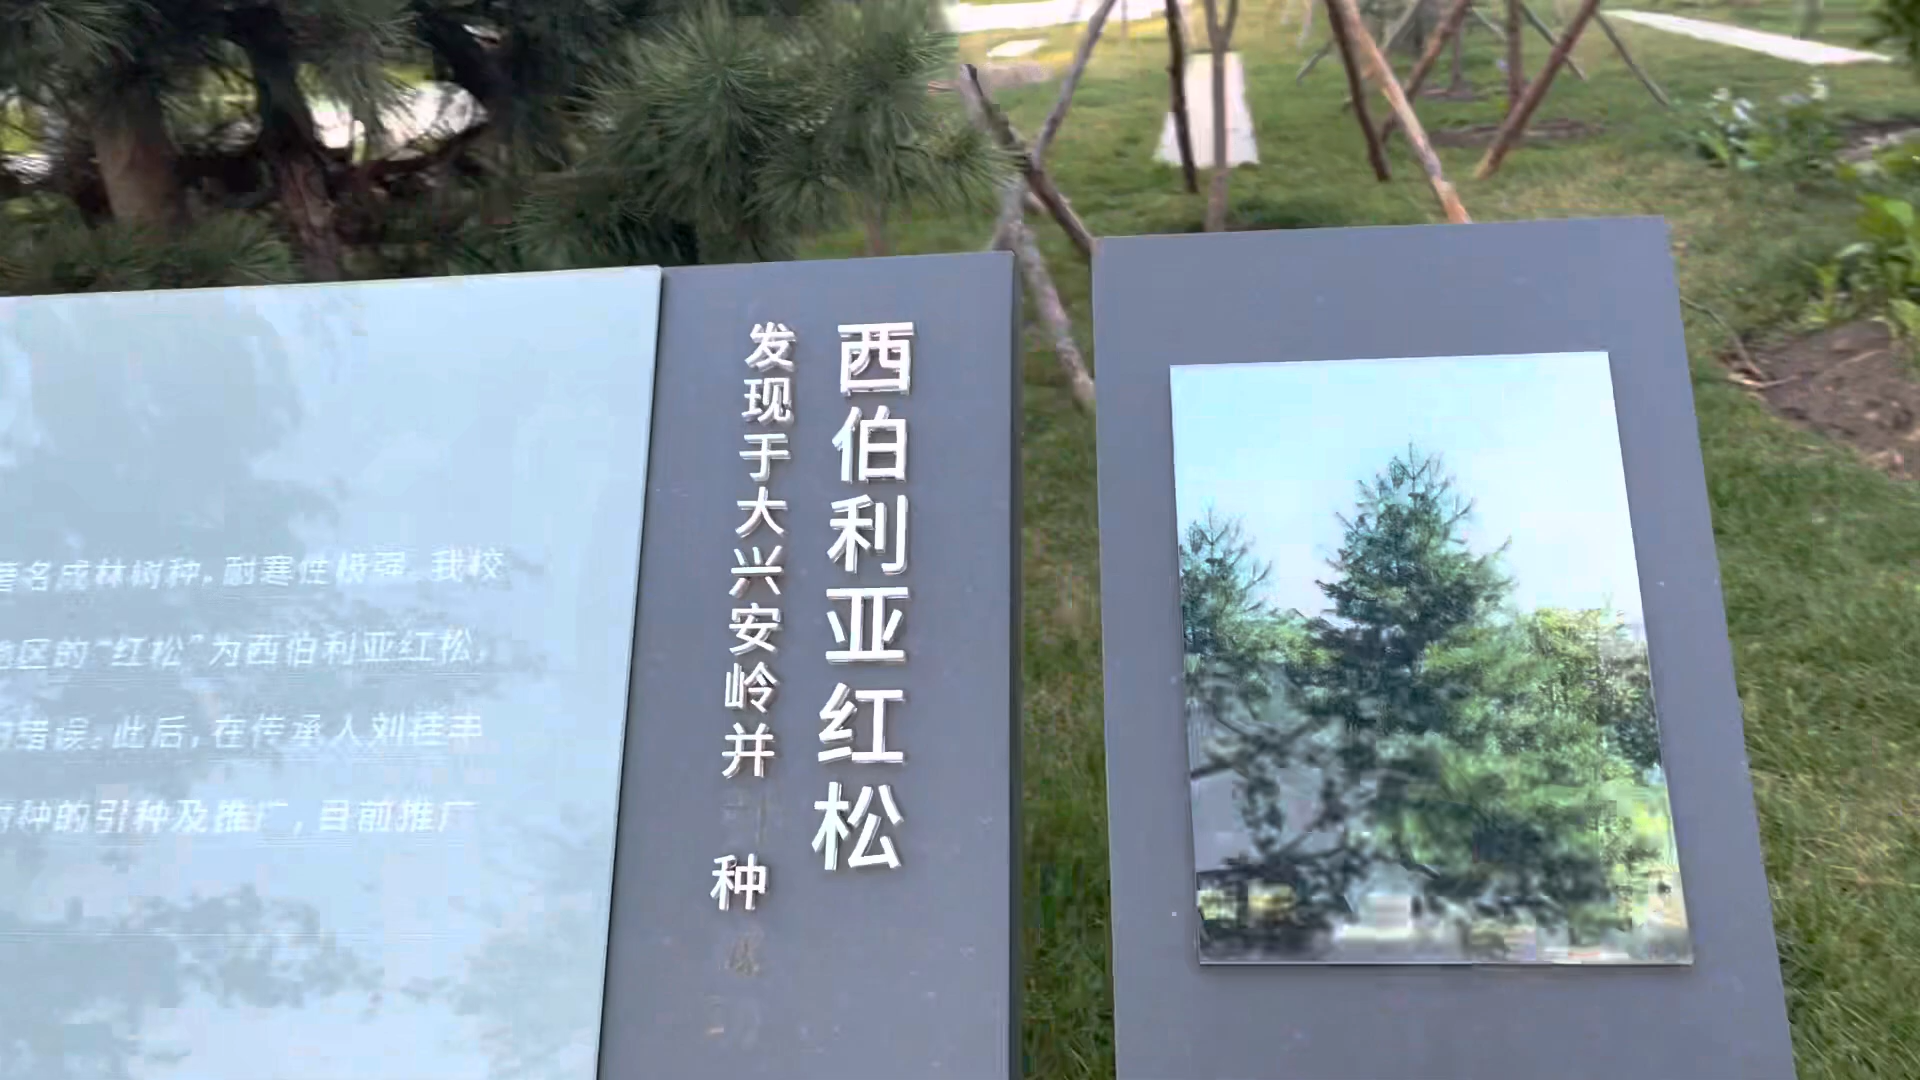 西伯利亚红松
发现于大兴安岭并 种
著名成林树种，耐寒性极强 我校
地区的“红松”为西伯利亚红松，
的错误。此后，在传承人刘桂丰
树种的引种及推广，目前推广